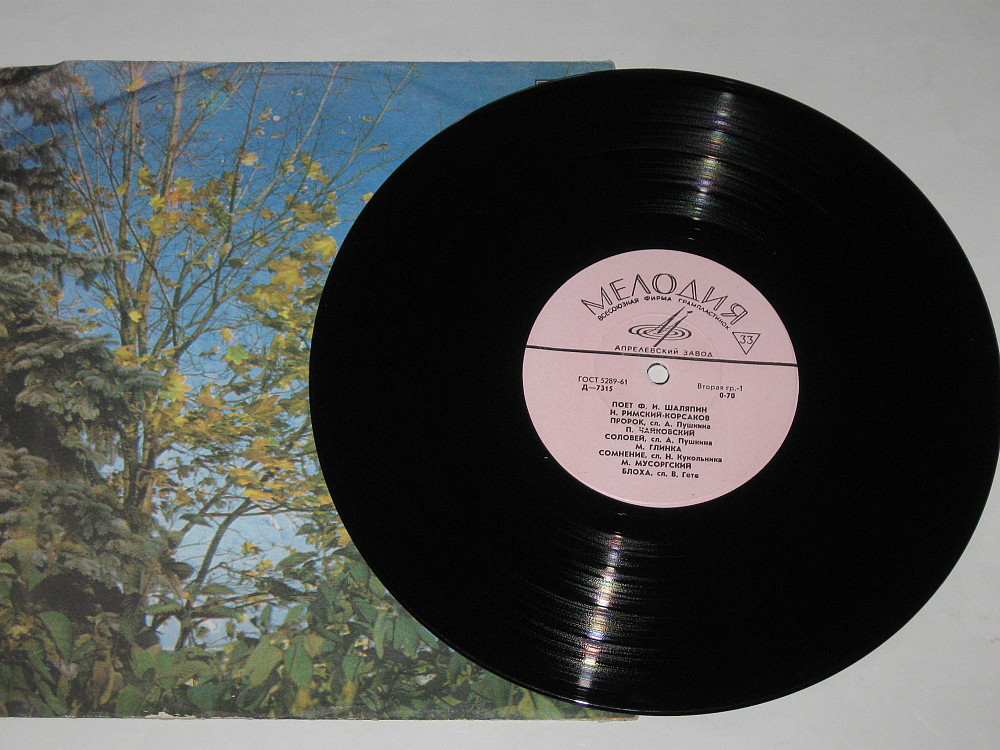 МЕЛОДИЯ
ВСЕСОЮЗНАЯ ФИРМА ГРАМПЛАСТИНОК
33
АПРЕЛЕВСКИЙ ЗАВОД
ГОСТ 5289-61 Вторая гр.-1
Д—7315 0-70
ПОЕТ Ф. И. ШАЛЯПИН
Н. РИМСКИЙ-КОРСАКОВ
ПРОРОК, сл. А. Пушкина
П. ЧАЙКОВСКИЙ
СОЛОВЕЙ, сл. А. Пушкина
М. ГЛИНКА
СОМНЕНИЕ, сл. Н. Кукольника
М. МУСОРГСКИЙ
БЛОХА, сл. В. Гете